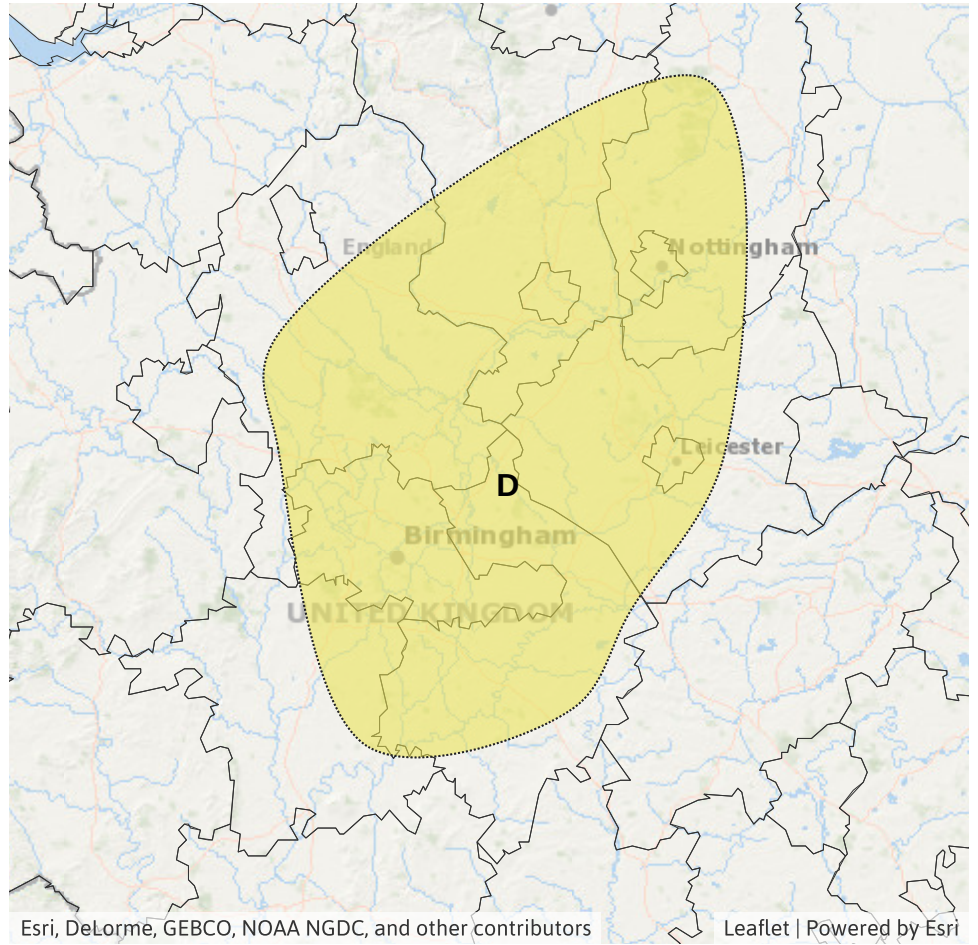 England
Nottingham
Leicester
D
Birmingham
UNITED KINGDOM
Esri, DeLorme, GEBCO, NOAA NGDC, and other contributors
Leaflet | Powered by Esri